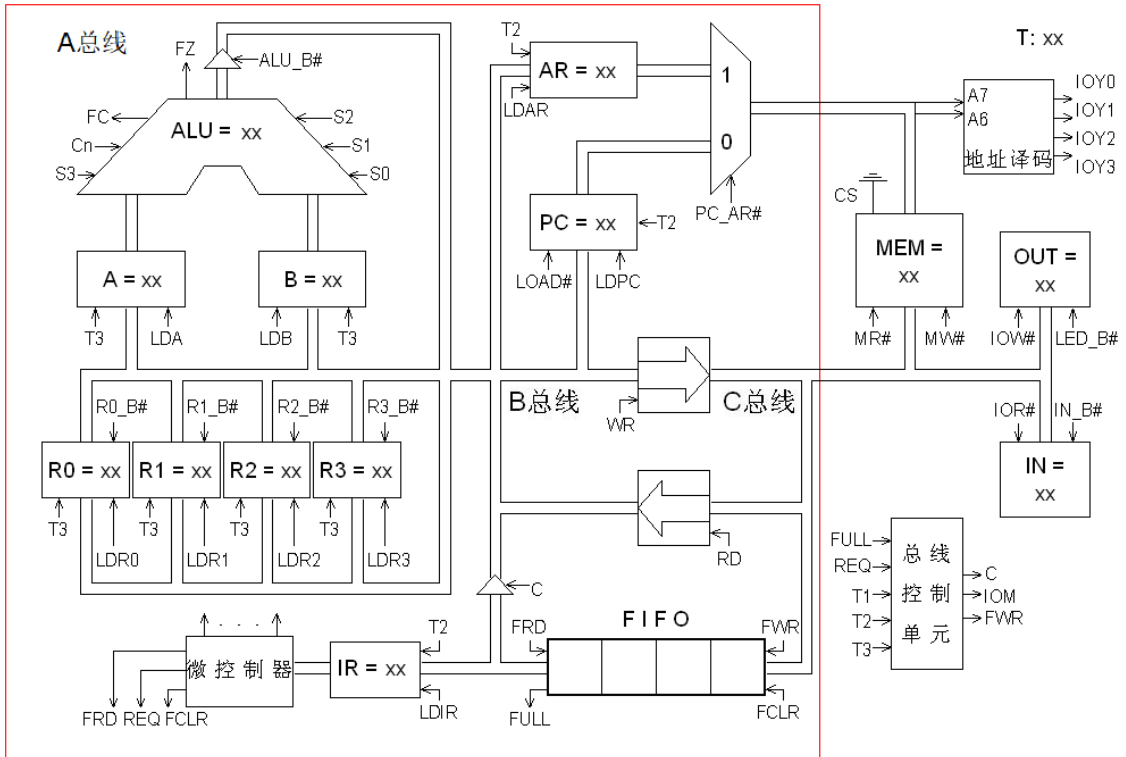 A总线
FZ
ALU_B#
FC
Cn
S3
ALU = xx
S2
S1
S0
T2
AR = xx
LDAR
1
0
PC_AR#
T: xx
A7
A6
地址译码
IOY0
IOY1
IOY2
IOY3
PC = xx
T2
LOAD#
LDPC
CS
MEM =
xx
MR#
MW#
OUT =
xx
IOW#
LED_B#
A = xx
T3
LDA
B = xx
LDB
T3
B总线
WR
C总线
R0_B#
R1_B#
R2_B#
R3_B#
R0 = xx
R1 = xx
R2 = xx
R3 = xx
T3
T3
T3
T3
LDR0
LDR1
LDR2
LDR3
RD
IOR#
IN_B#
IN =
xx
C
FIFO
FRD
FWR
FULL
FCLR
. . .
微控制器
FRD
REQ
FCLR
IR = xx
T2
LDIR
FULL
REQ
T1
T2
T3
总线
控制
单元
C
IOM
FWR